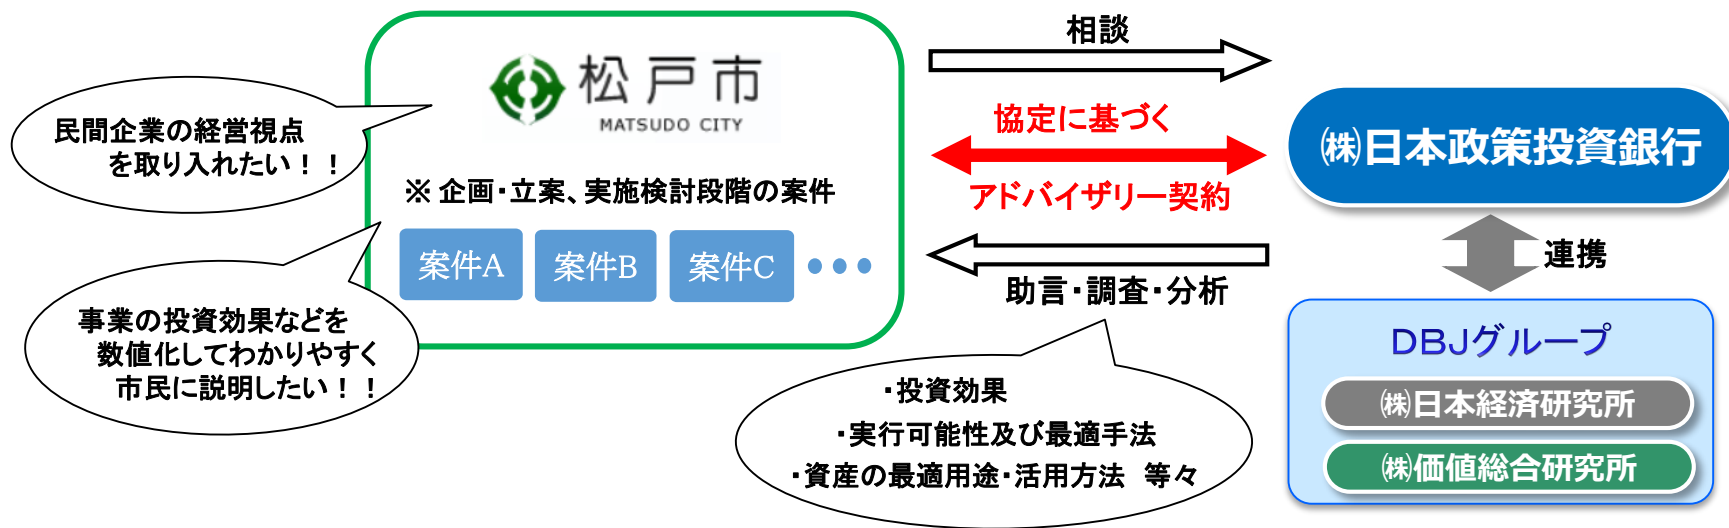 松戸市
MATSUDO CITY
民間企業の経営視点
を取り入れたい！！
※ 企画・立案、実施検討段階の案件
案件A
案件B
案件C
・・・
事業の投資効果などを
数値化してわかりやすく
市民に説明したい！！
相談
協定に基づく
アドバイザリー契約
助言・調査・分析
・投資効果
・実行可能性及び最適手法
・資産の最適用途・活用方法　等々
㈱日本政策投資銀行
連携
DBJグループ
㈱日本経済研究所
㈱価値総合研究所